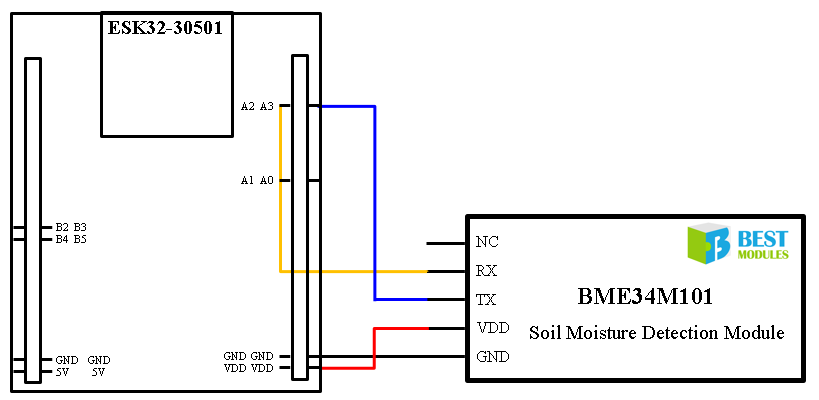 ESK32-30501
A2 A3
A1 A0
B2 B3
B4 B5
GND GND
5V 5V
GND GND
VDD VDD
NC
RX
TX
VDD
GND
BEST
MODULES
BME34M101
Soil Moisture Detection Module